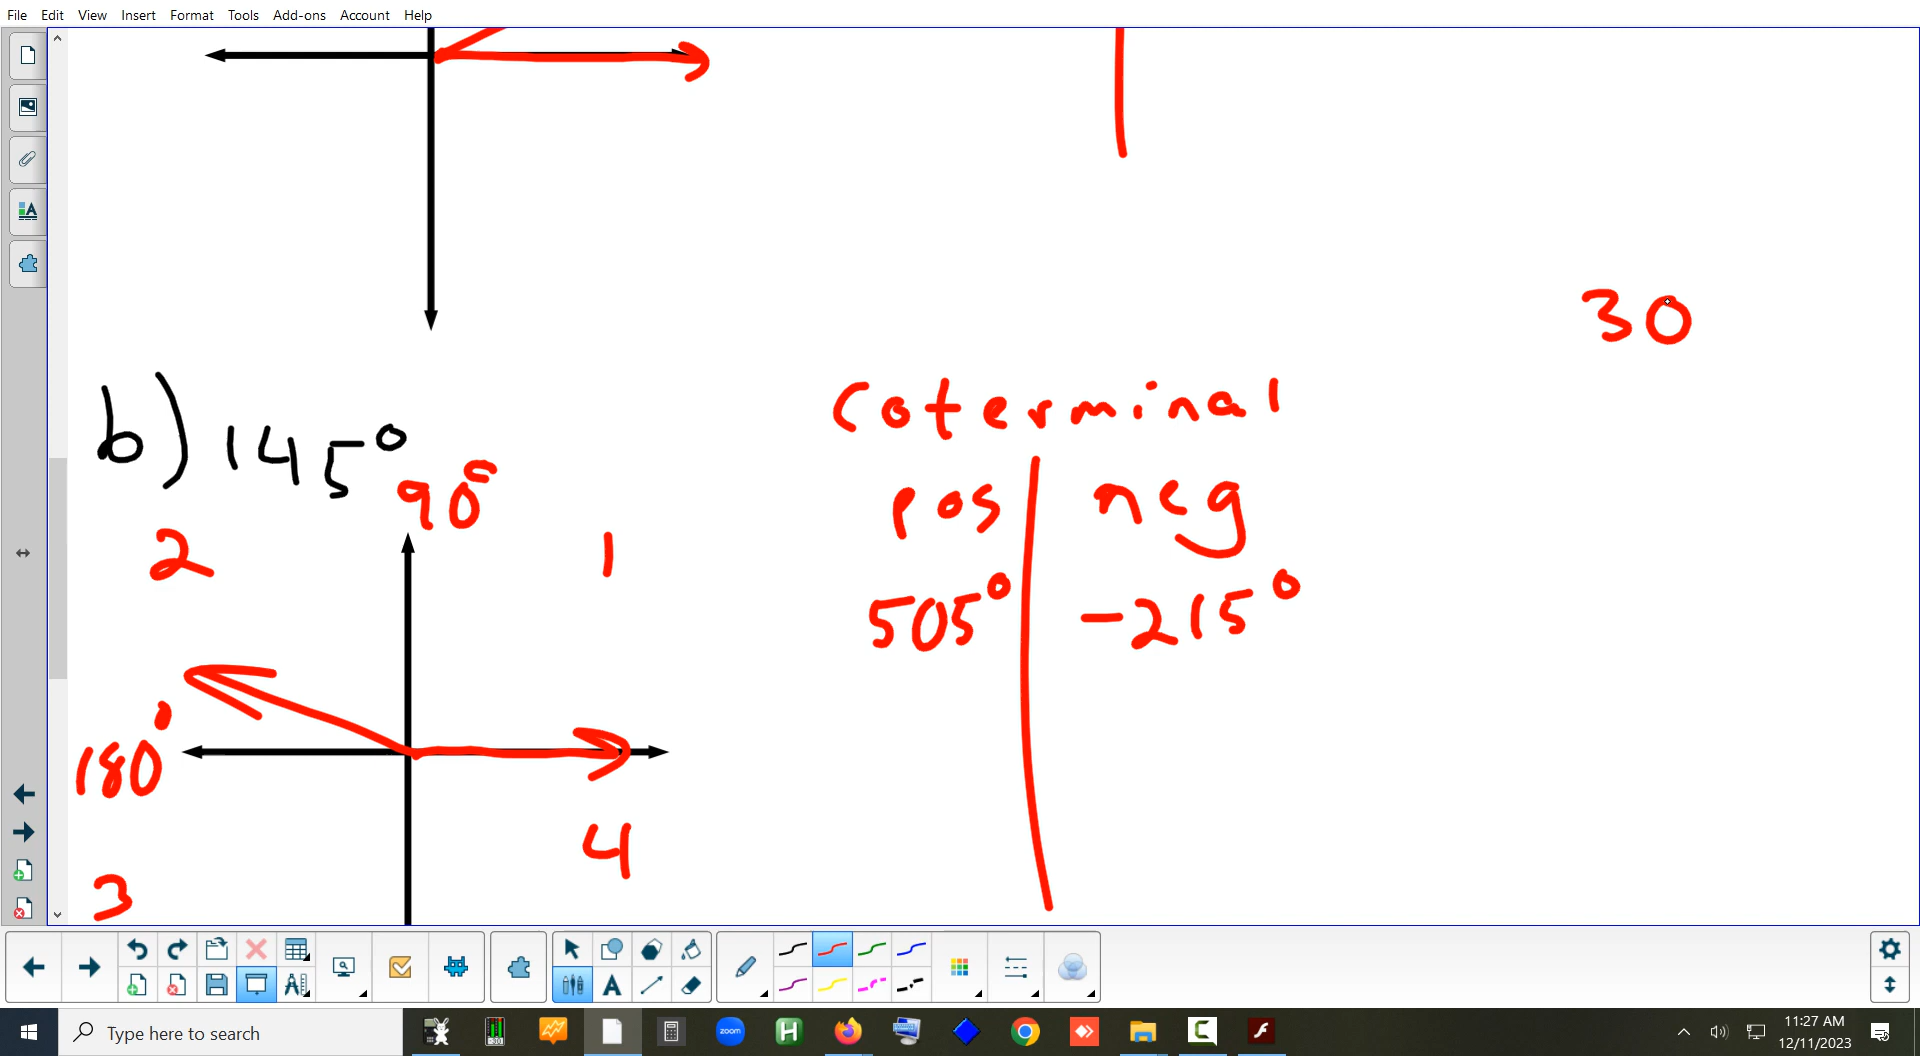 File Edit View Insert Format Tools Add-ons Account Help
30
b) 145°
Coterminal
90°
pos neg
2 1
505° -215°
180°
4
3
zoom
Type here to search
11:27 AM
12/11/2023